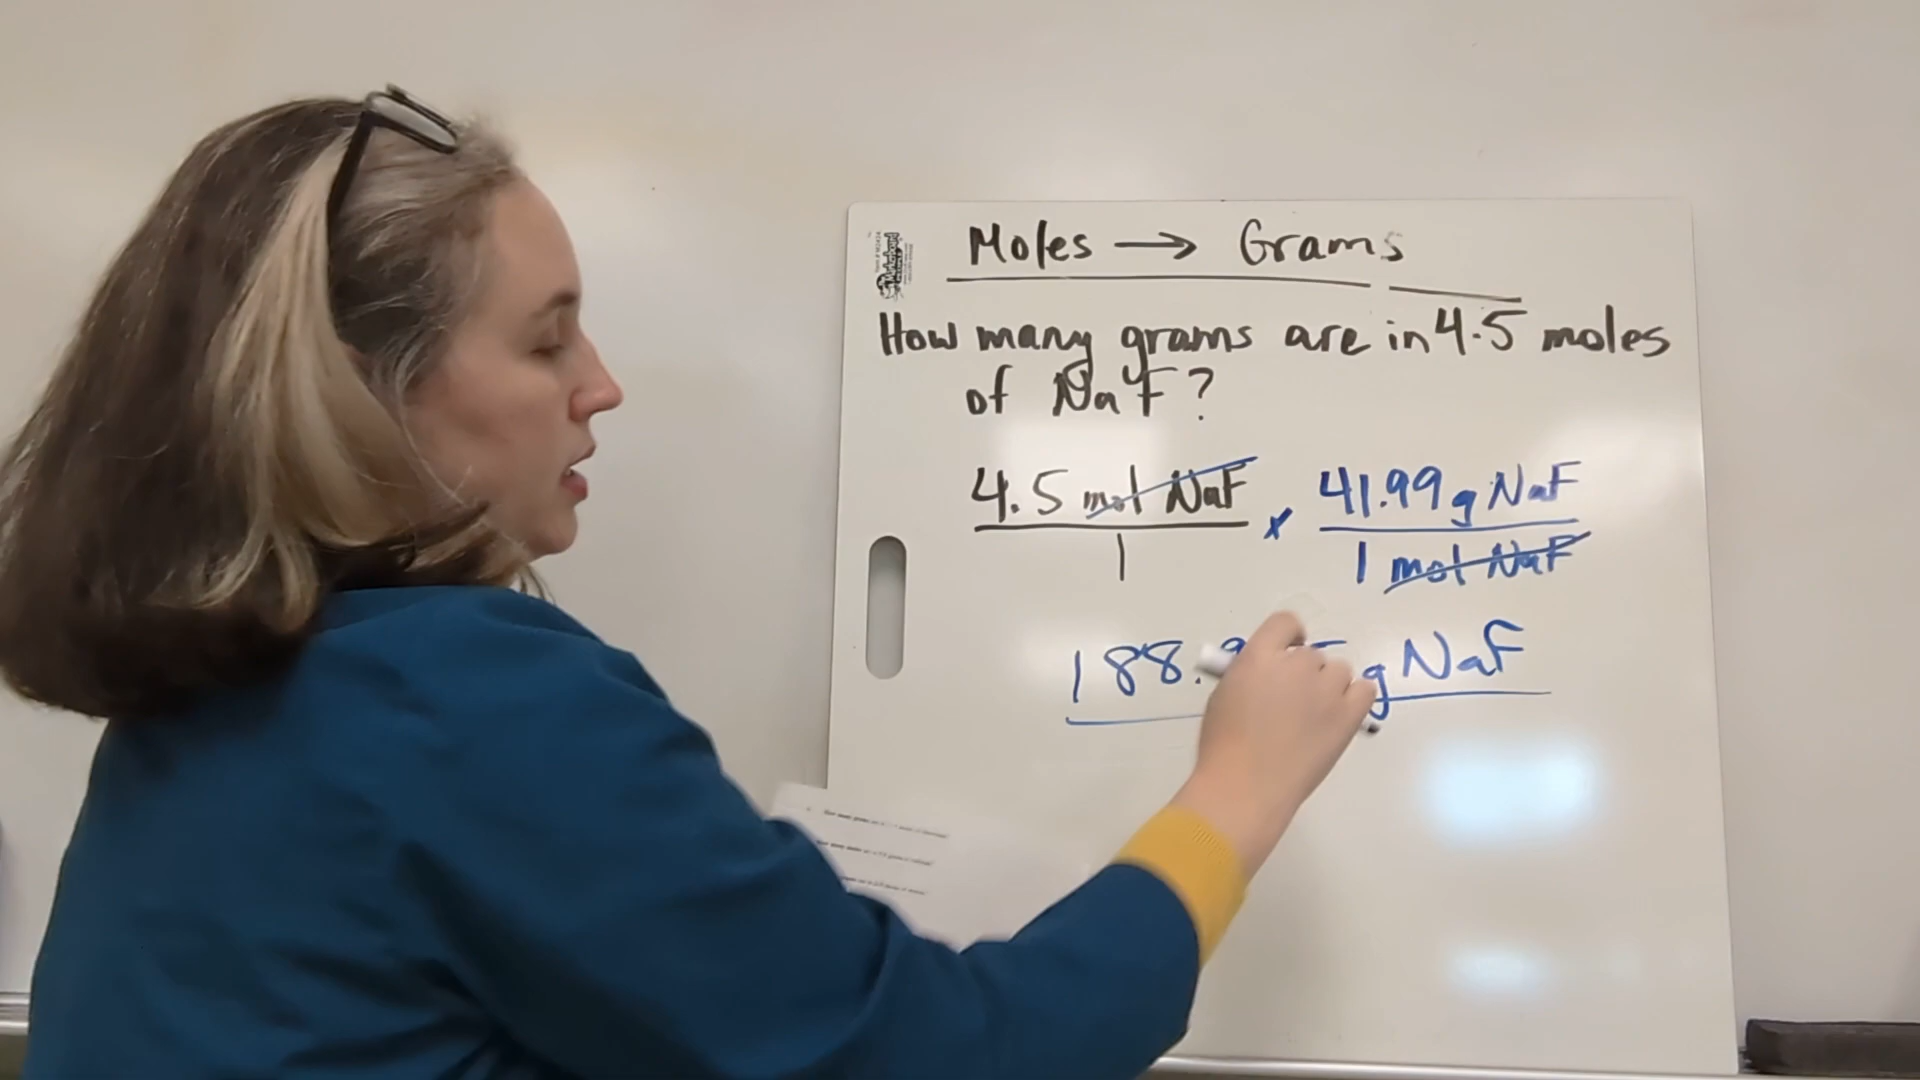 Moles → Grams
How many grams are in 4.5 moles
of NaF?
4.5 mol NaF x 41.99 g NaF
1 1 mol NaF
188. g NaF
Markerboard